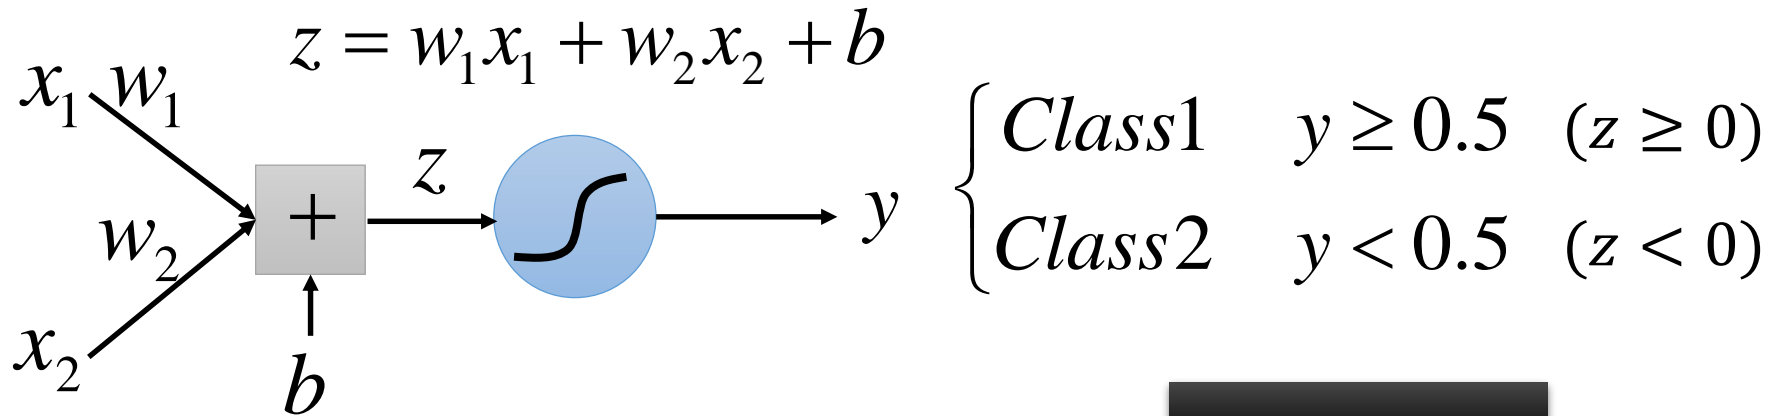 z = w₁x₁ + w₂x₂ + b
x₁ w₁
Class1 y ≥ 0.5 (z ≥ 0)
+ z y
w₂
Class2 y < 0.5 (z < 0)
x₂
b